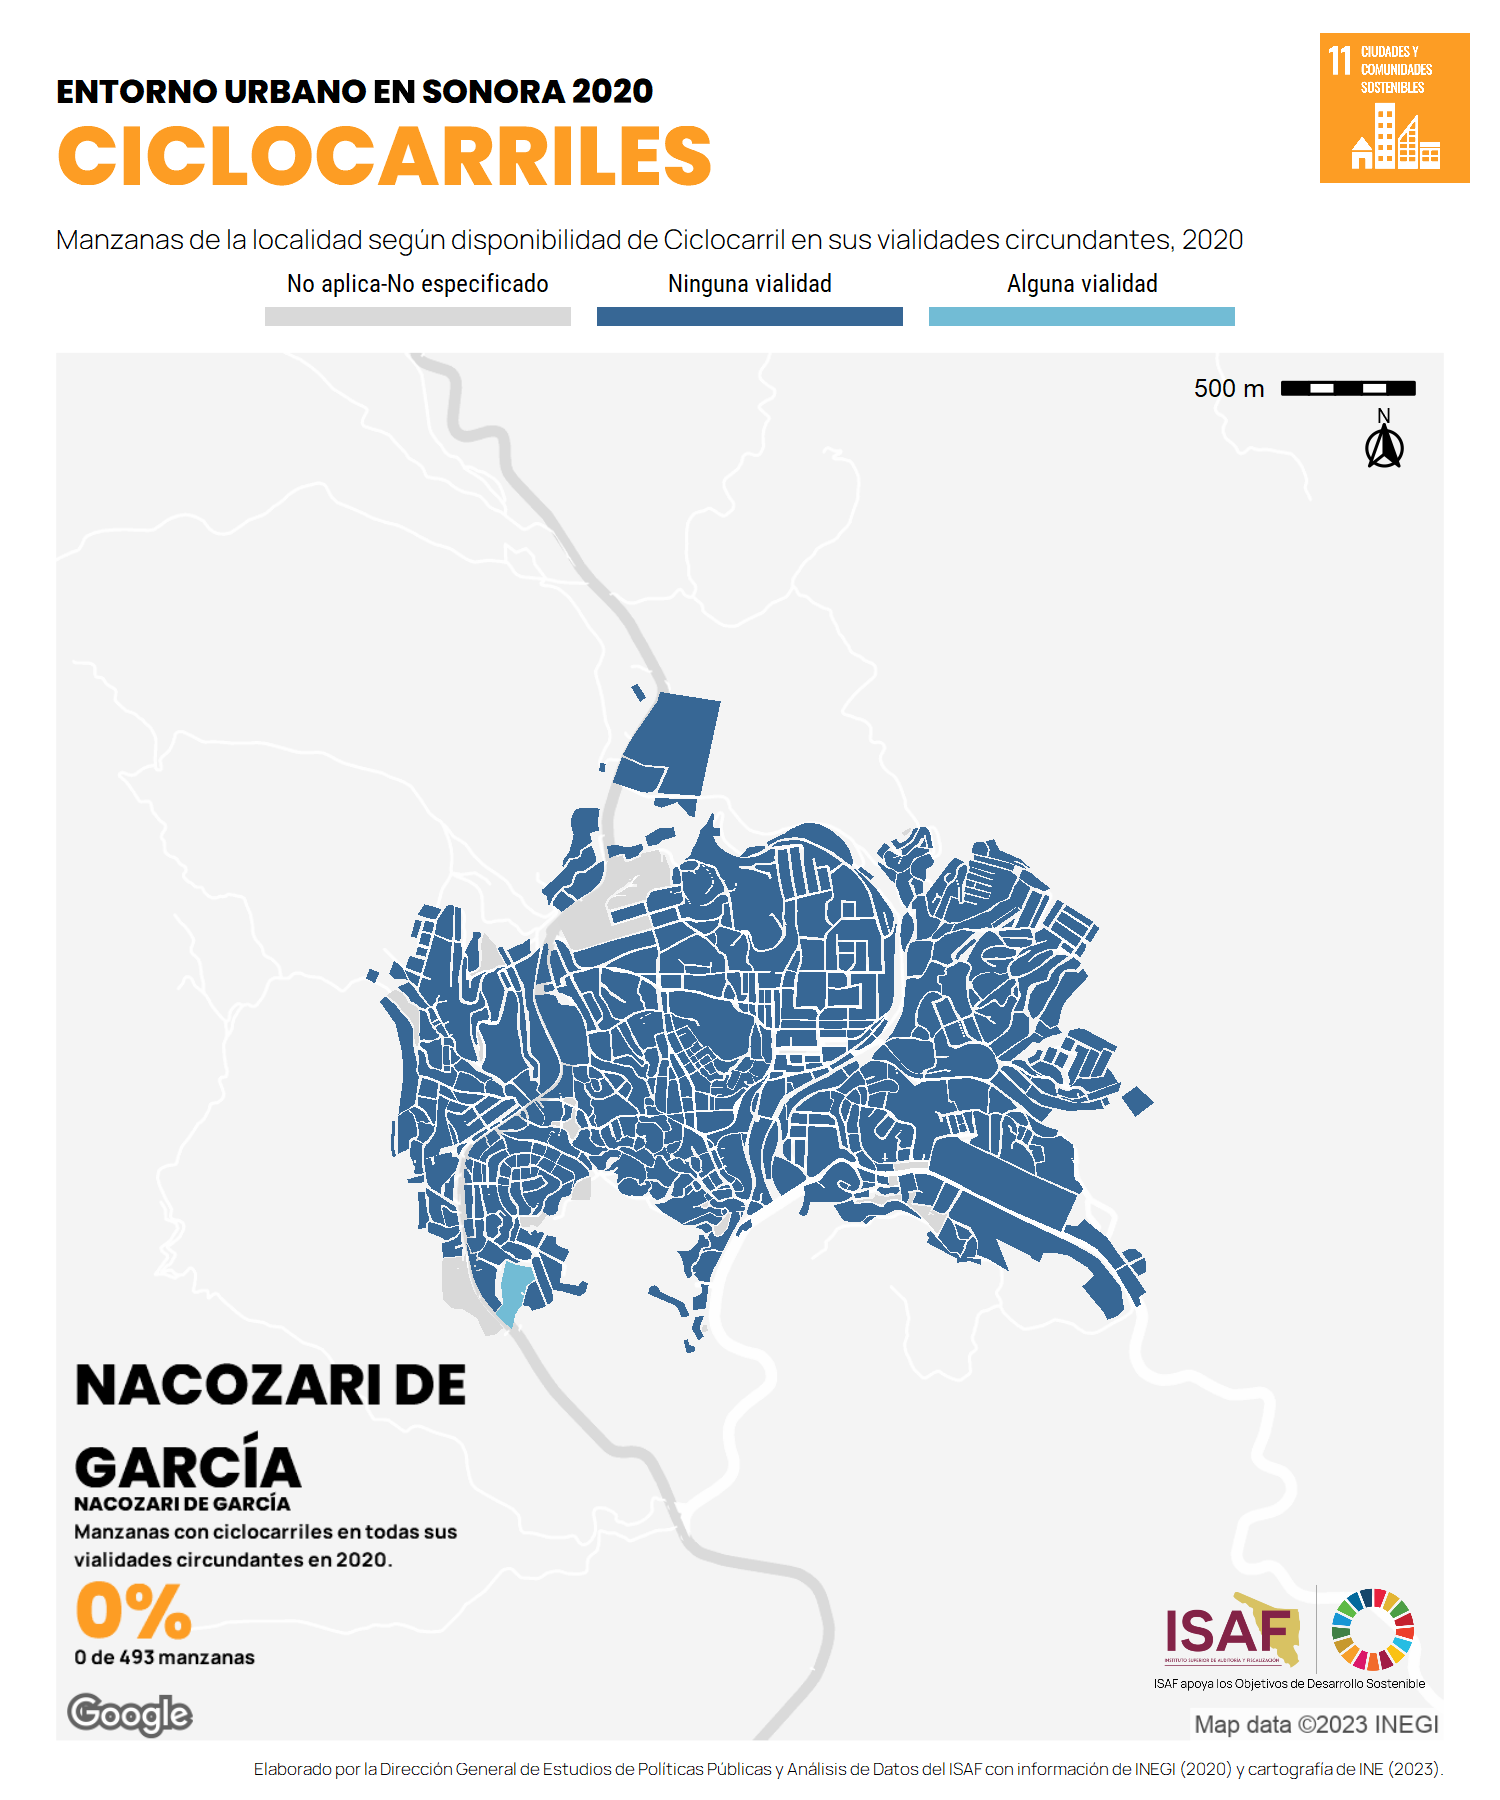 11 CIUDADES Y
COMUNIDADES
SOSTENIBLES
ENTORNO URBANO EN SONORA 2020
CICLOCARRILES
Manzanas de la localidad según disponibilidad de Ciclocarril en sus vialidades circundantes, 2020
No aplica-No especificado Ninguna vialidad Alguna vialidad
500 m
N
NACOZARI DE
GARCÍA
NACOZARI DE GARCÍA
Manzanas con ciclocarriles en todas sus
vialidades circundantes en 2020.
0%
0 de 493 manzanas
Google
ISAF
INSTITUTO SUPERIOR DE AUDITORÍA Y FISCALIZACIÓN
ISAF apoya los Objetivos de Desarrollo Sostenible
Map data ©2023 INEGI
Elaborado por la Dirección General de Estudios de Políticas Públicas y Análisis de Datos del ISAF con información de INEGI (2020) y cartografía de INE (2023).